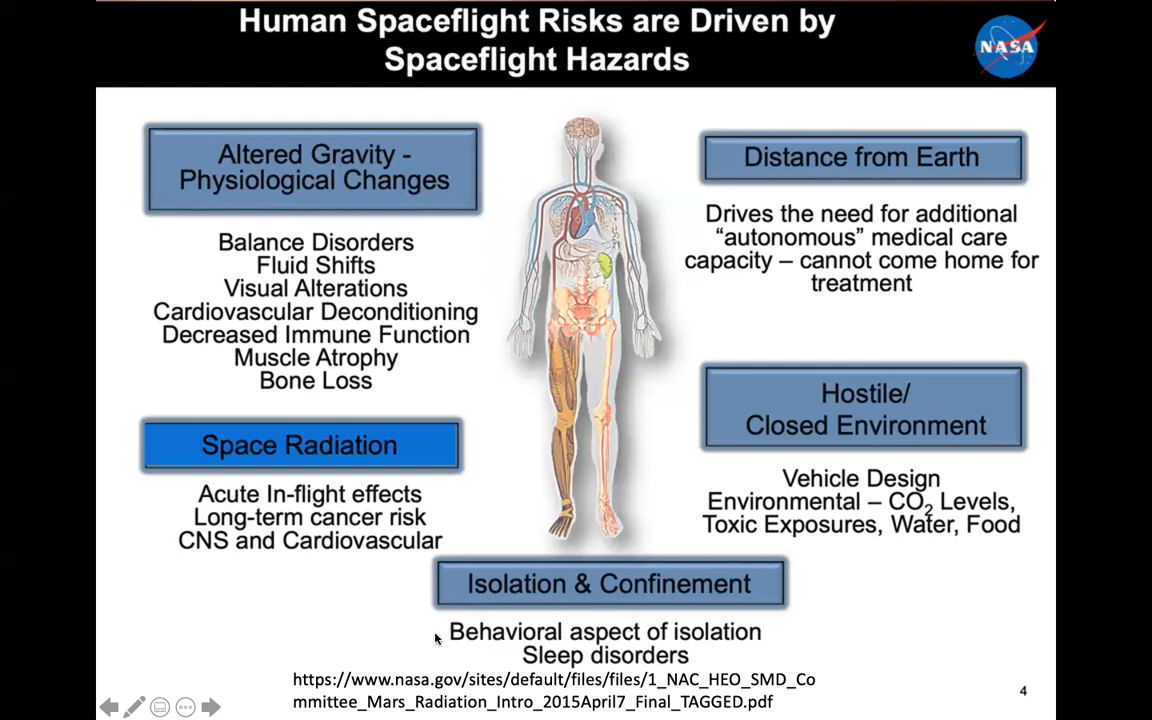 Human Spaceflight Risks are Driven by
Spaceflight Hazards
NASA
Altered Gravity -
Physiological Changes
Balance Disorders
Fluid Shifts
Visual Alterations
Cardiovascular Deconditioning
Decreased Immune Function
Muscle Atrophy
Bone Loss
Space Radiation
Acute In-flight effects
Long-term cancer risk
CNS and Cardiovascular
Distance from Earth
Drives the need for additional
“autonomous” medical care
capacity – cannot come home for
treatment
Hostile/
Closed Environment
Vehicle Design
Environmental – CO₂ Levels,
Toxic Exposures, Water, Food
Isolation & Confinement
Behavioral aspect of isolation
Sleep disorders
https://www.nasa.gov/sites/default/files/files/1_NAC_HEO_SMD_Co
mmittee_Mars_Radiation_Intro_2015April7_Final_TAGGED.pdf
4